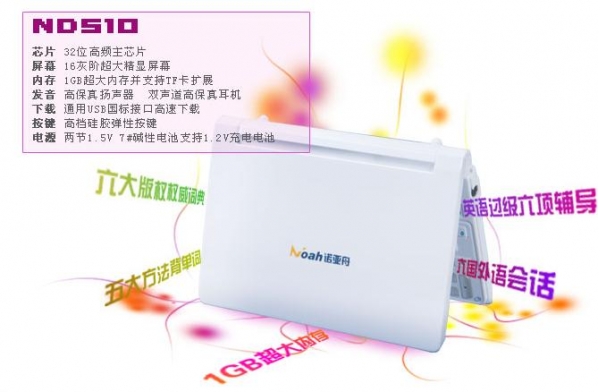 ND510
芯片 32位高频主芯片
屏幕 16灰阶超大精显屏幕
内存 1GB超大内存并支持TF卡扩展
发音 高保真扬声器 双声道高保真耳机
下载 通用USB国标接口高速下载
按键 高档硅胶弹性按键
电源 两节1.5V 7#碱性电池支持1.2V充电电池
六大版权权威词典
英语过级六项辅导
Noah诺亚舟
五大方法背单词
六国外语会话
1GB超大内存